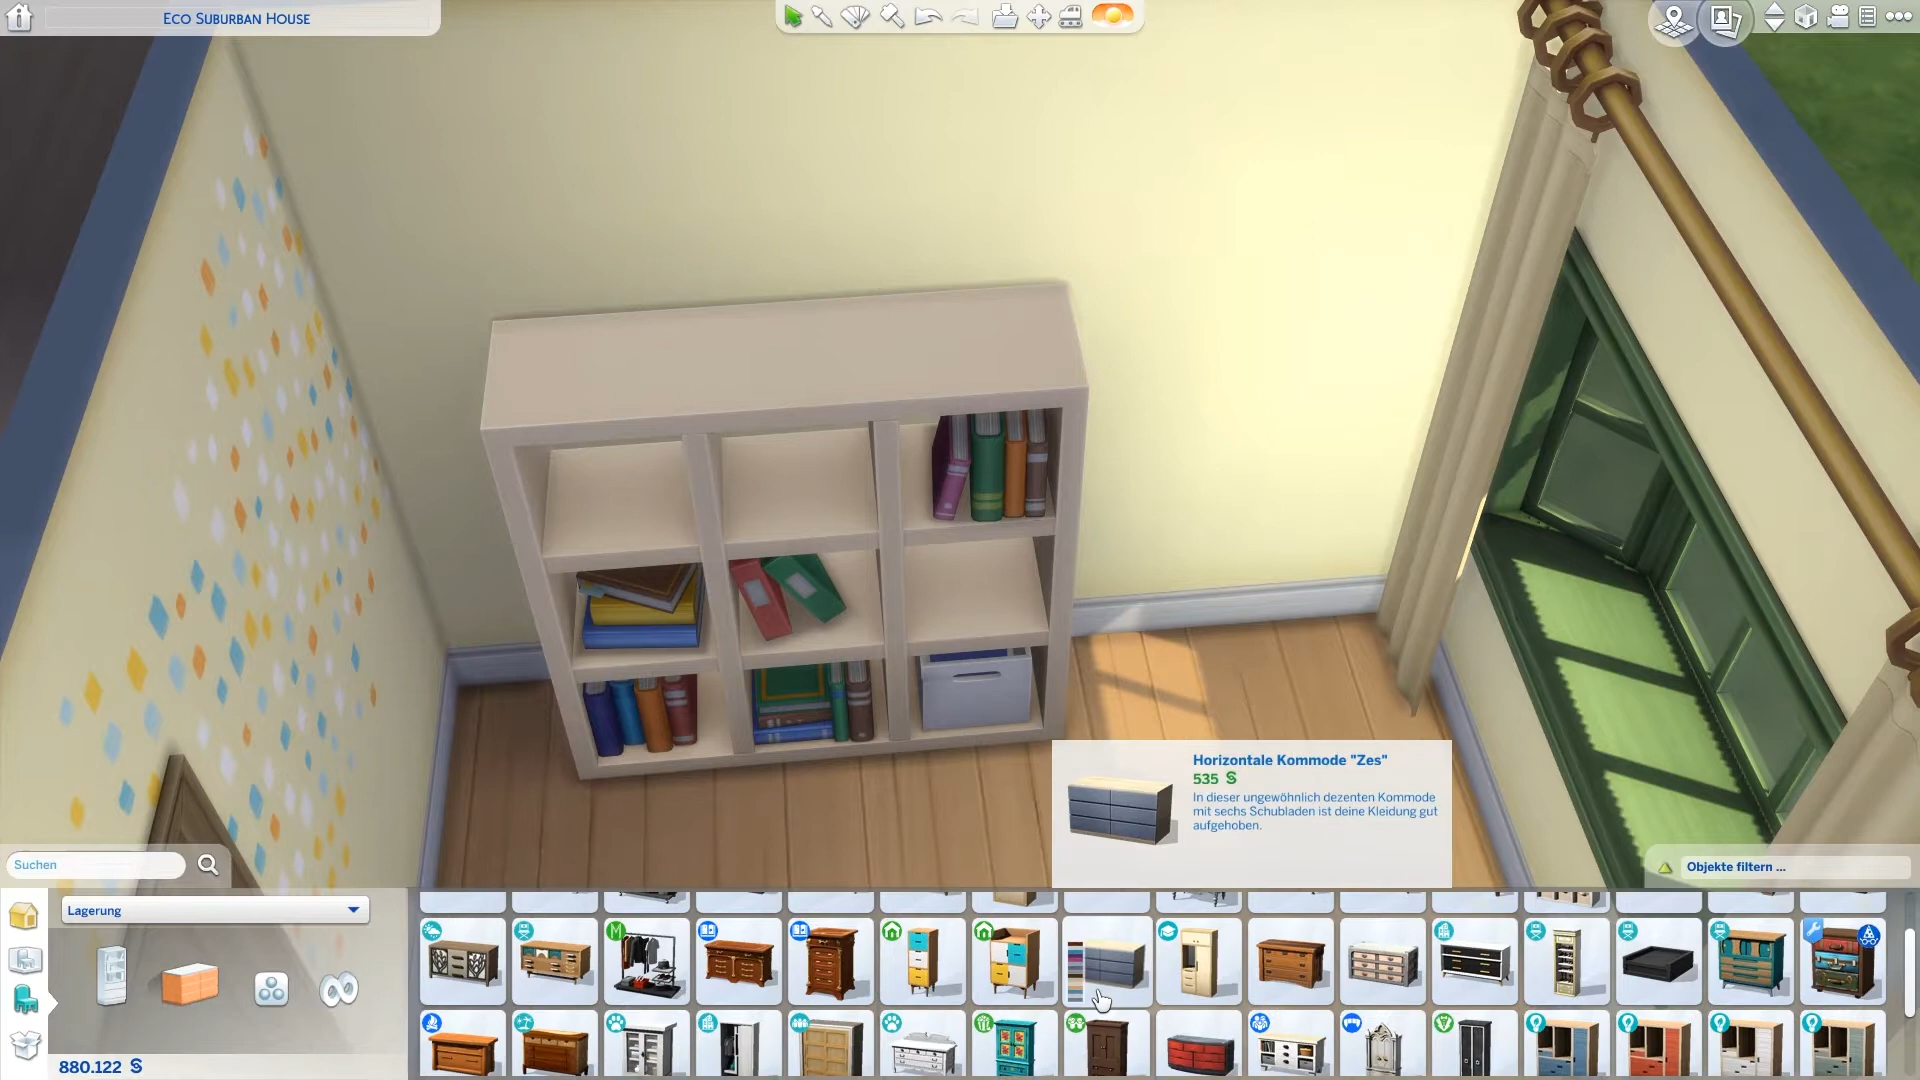 Eco Suburban House
Horizontale Kommode "Zes"
535 §
In dieser ungewöhnlich dezenten Kommode
mit sechs Schubladen ist deine Kleidung gut
aufgehoben.
Suchen
Objekte filtern ...
Lagerung
880.122 §